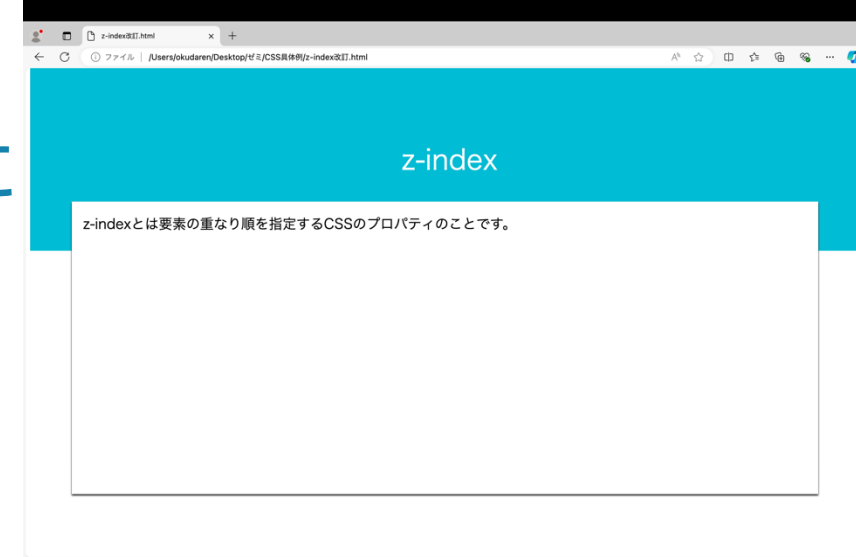 z-index改訂.html
ファイル /Users/okudaren/Desktop/ゼミ/CSS具体例/z-index改訂.html
z-index
z-indexとは要素の重なり順を指定するCSSのプロパティのことです。